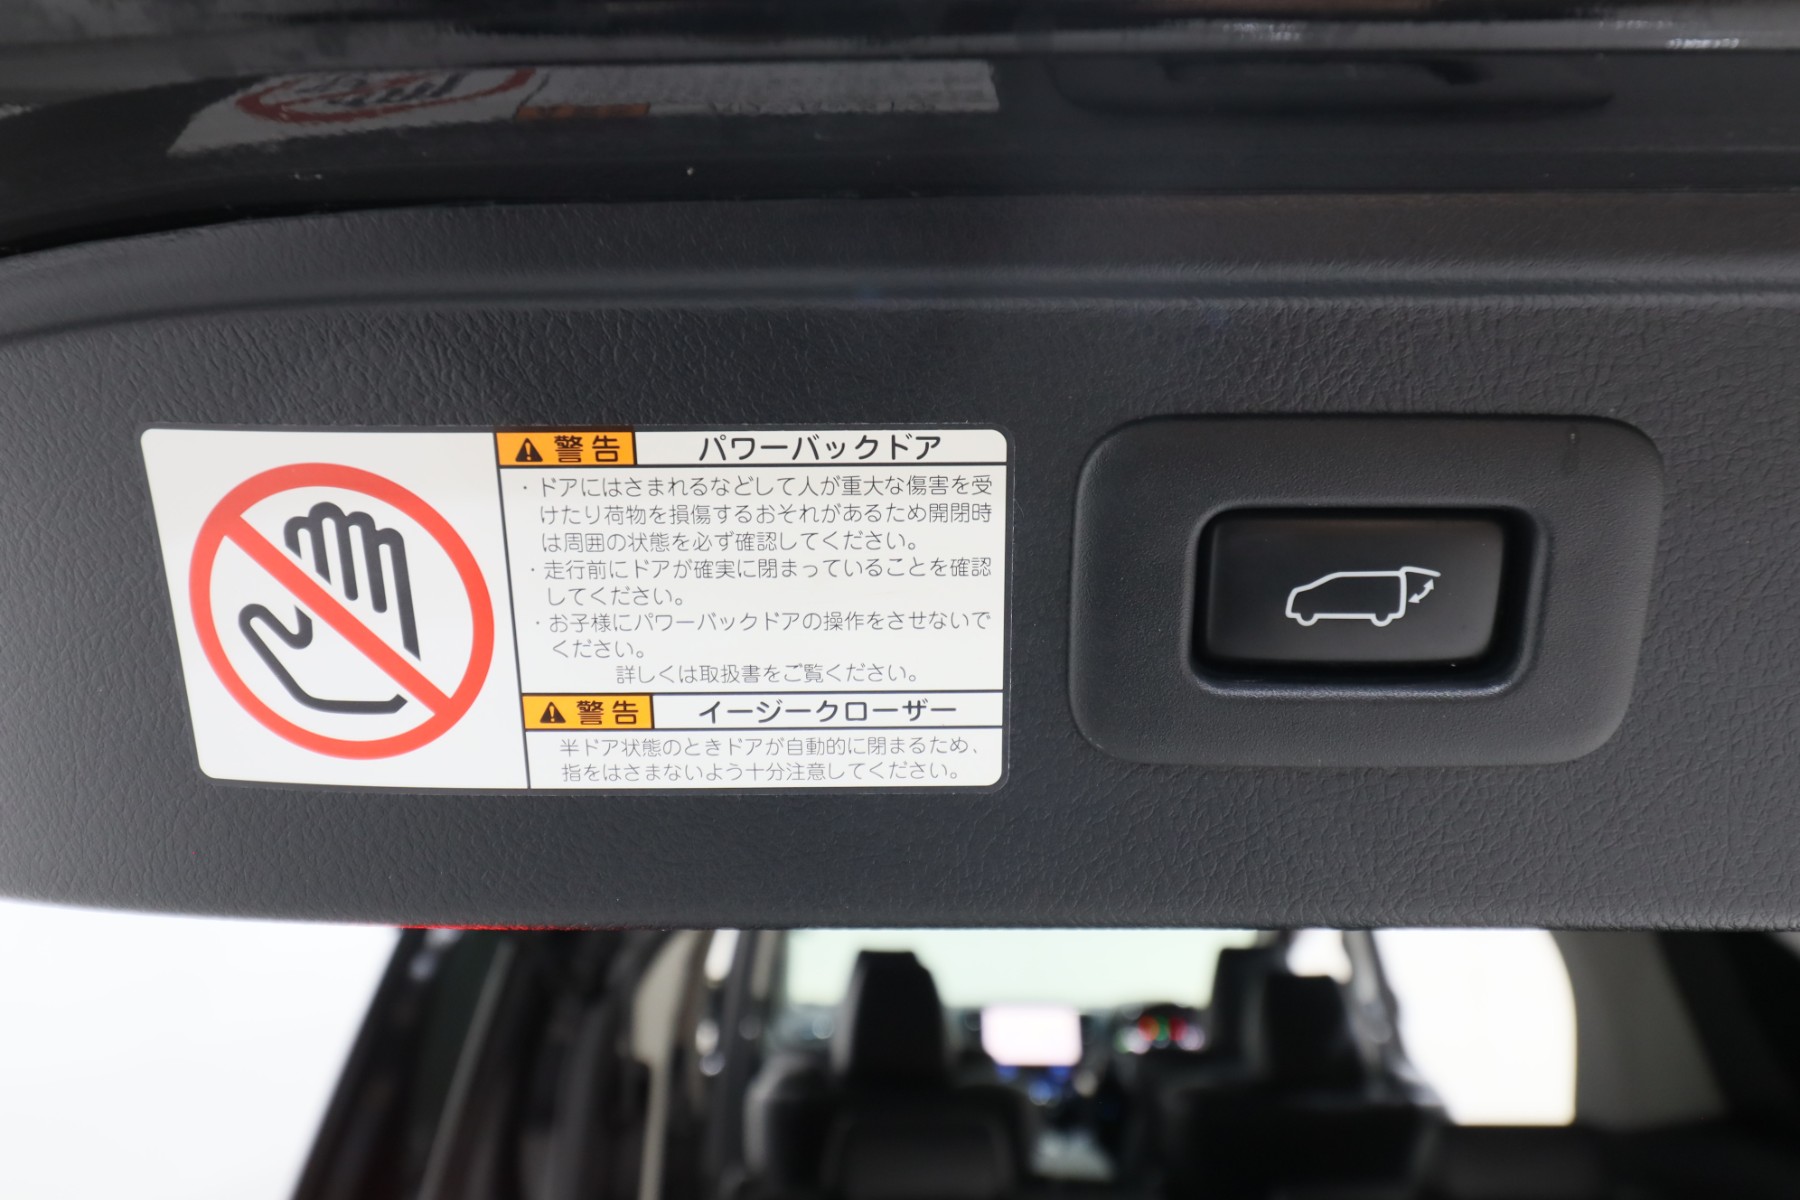 警告 パワーバックドア
・ドアにはさまれるなどして人が重大な傷害を受
けたり荷物を損傷するおそれがあるため開閉時
は周囲の状態を必ず確認してください。
・走行前にドアが確実に閉まっていることを確認
してください。
・お子様にパワーバックドアの操作をさせないで
ください。
詳しくは取扱書をご覧ください。
警告 イージークローザー
半ドア状態のときドアが自動的に閉まるため、
指をはさまないよう十分注意してください。